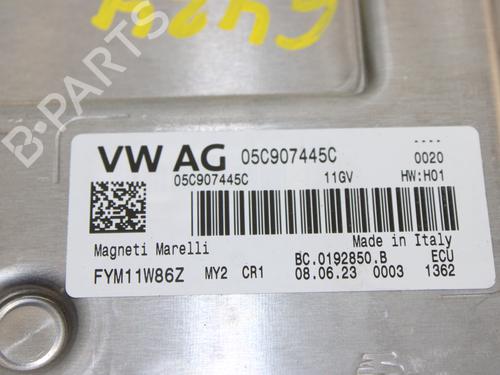 B-PARTS
VW AG 05C907445C 0020
05C907445C 11GV HW:H01
Magneti Marelli Made in Italy
BC.0192850.B ECU
FYM11W86Z MY2 CR1 08.06.23 0003 1362